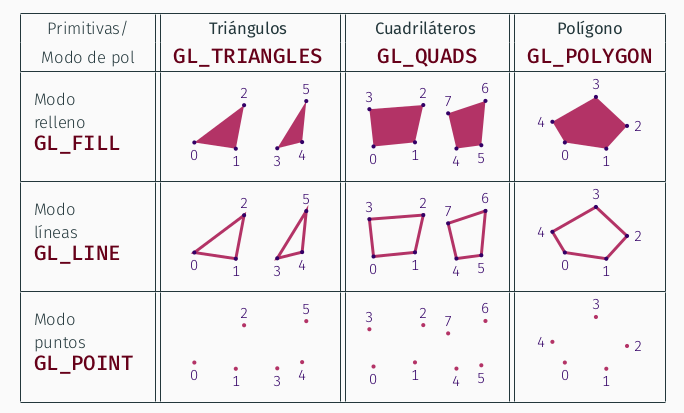 Primitivas/
Modo de pol
Triángulos
GL_TRIANGLES
Cuadriláteros
GL_QUADS
Polígono
GL_POLYGON
Modo
relleno
GL_FILL
0 1 2 3 4 5
0 1 2 3 4 5 6 7
0 1 2 3 4
Modo
líneas
GL_LINE
0 1 2 3 4 5
0 1 2 3 4 5 6 7
0 1 2 3 4
Modo
puntos
GL_POINT
0 1 2 3 4 5
0 1 2 3 4 5 6 7
0 1 2 3 4